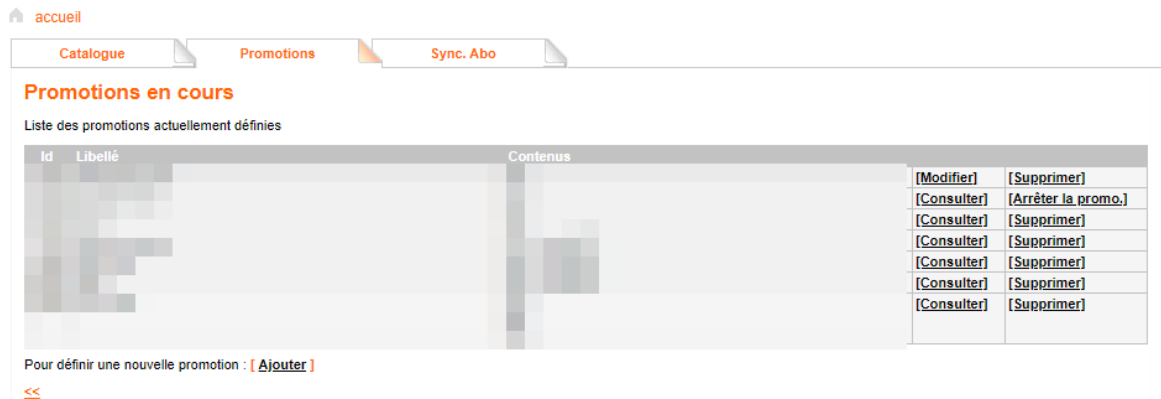 accueil
Catalogue Promotions Sync. Abo
Promotions en cours
Liste des promotions actuellement définies
Id Libellé Contenus
[Modifier] [Supprimer]
[Consulter] [Arrêter la promo.]
[Consulter] [Supprimer]
[Consulter] [Supprimer]
[Consulter] [Supprimer]
[Consulter] [Supprimer]
[Consulter] [Supprimer]
Pour définir une nouvelle promotion : [ Ajouter ]
<<